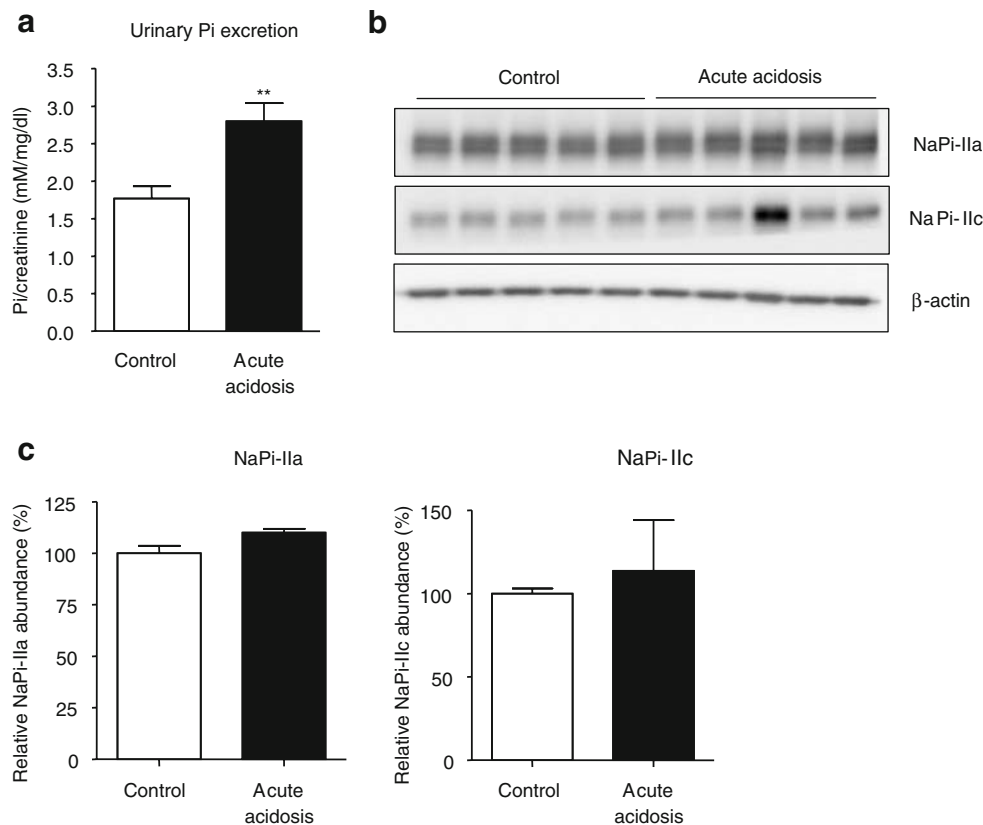 a
Urinary Pi excretion
Pi/creatinine (mM/mg/dl)
3.5
3.0
2.5
2.0
1.5
1.0
0.5
0.0
**
Control
Acute
acidosis
b
Control
Acute acidosis
NaPi-IIa
NaPi-IIc
β-actin
c
NaPi-IIa
Relative NaPi-IIa abundance (%)
125
100
75
50
25
0
Control
Acute
acidosis
NaPi-IIc
Relative NaPi-IIc abundance (%)
150
100
50
0
Control
Acute
acidosis